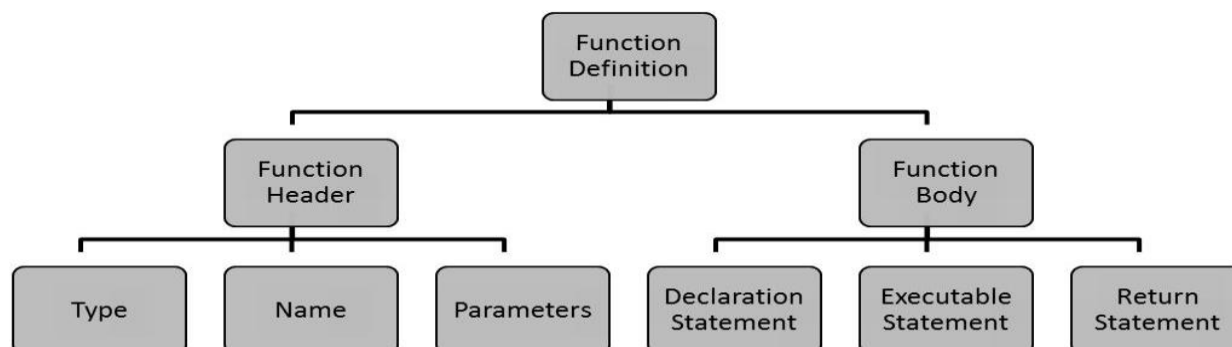 Function
Definition
Function
Header
Function
Body
Type
Name
Parameters
Declaration
Statement
Executable
Statement
Return
Statement